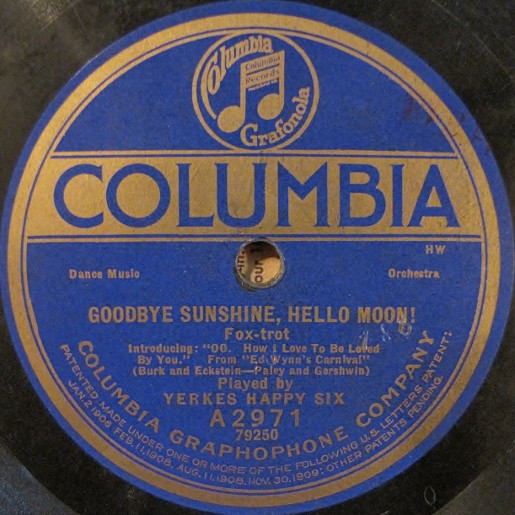 Columbia
Columbia
Records
Grafonola
COLUMBIA
HW
Dance Music
Orchestra
GOODBYE SUNSHINE, HELLO MOON!
Fox-trot
Introducing: "OO. How I Love To Be Loved
By You." From "Ed Wynn's Carnival"
(Burk and Eckstein—Paley and Gershwin)
Played by
YERKES HAPPY SIX
A2971
79250
COLUMBIA GRAPHOPHONE COMPANY
PATENTED. MADE UNDER ONE OR MORE OF THE FOLLOWING U.S. LETTERS PATENT:
JAN. 2, 1906 FEB. 11, 1908, AUG. 11, 1908, NOV. 30, 1909; OTHER PATENTS PENDING.